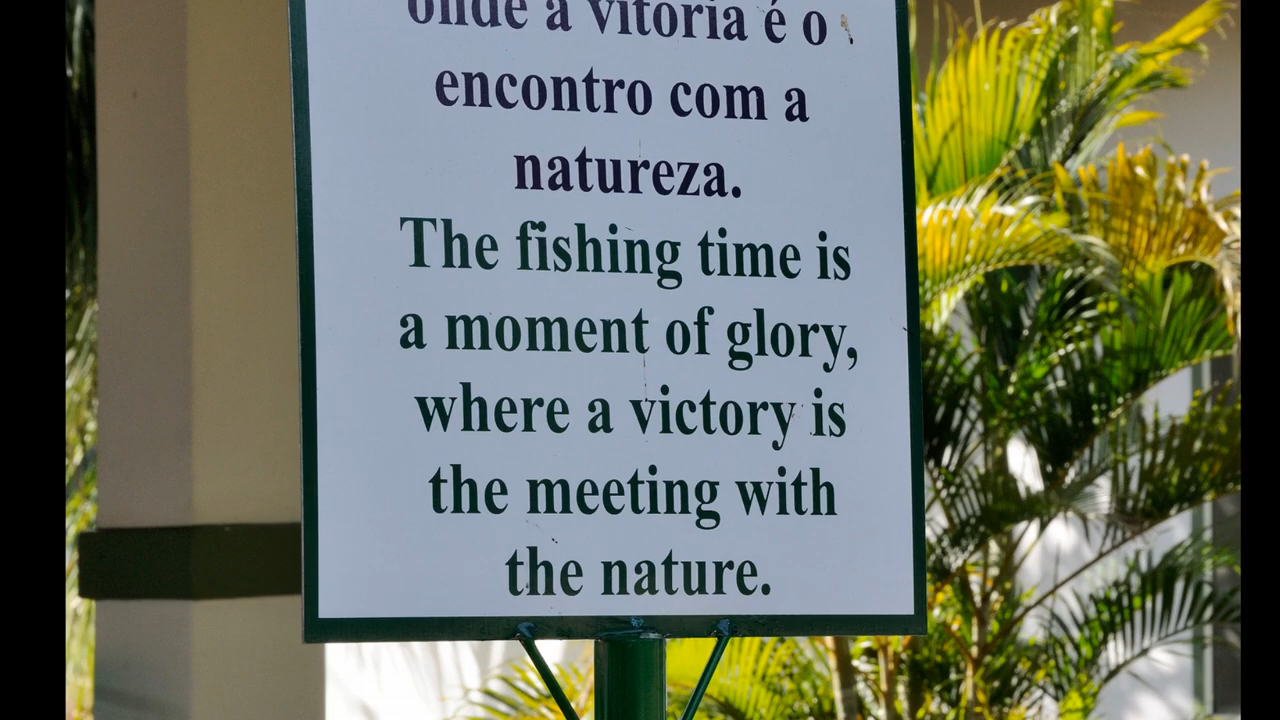 onde a vitória é o
encontro com a
natureza.
The fishing time is
a moment of glory,
where a victory is
the meeting with
the nature.